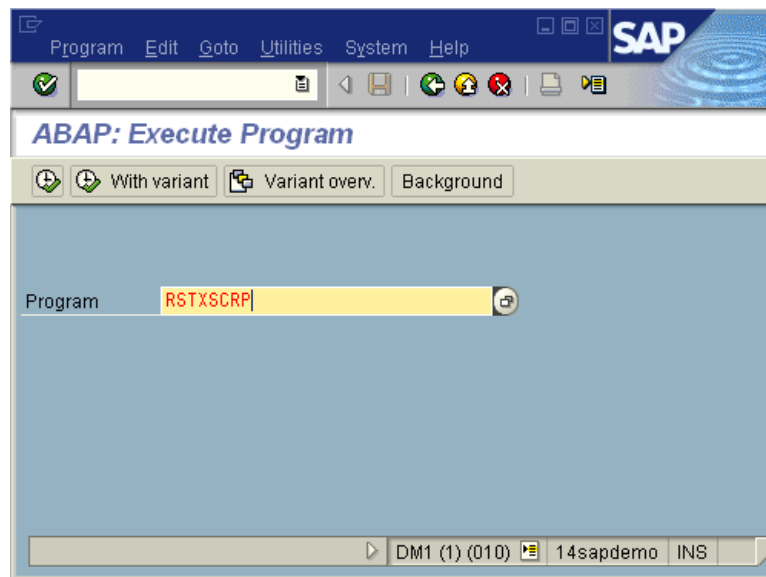 Program Edit Goto Utilities System Help
SAP
ABAP: Execute Program
With variant Variant overv. Background
Program RSTXSCRP
DM1 (1) (010) 14sapdemo INS